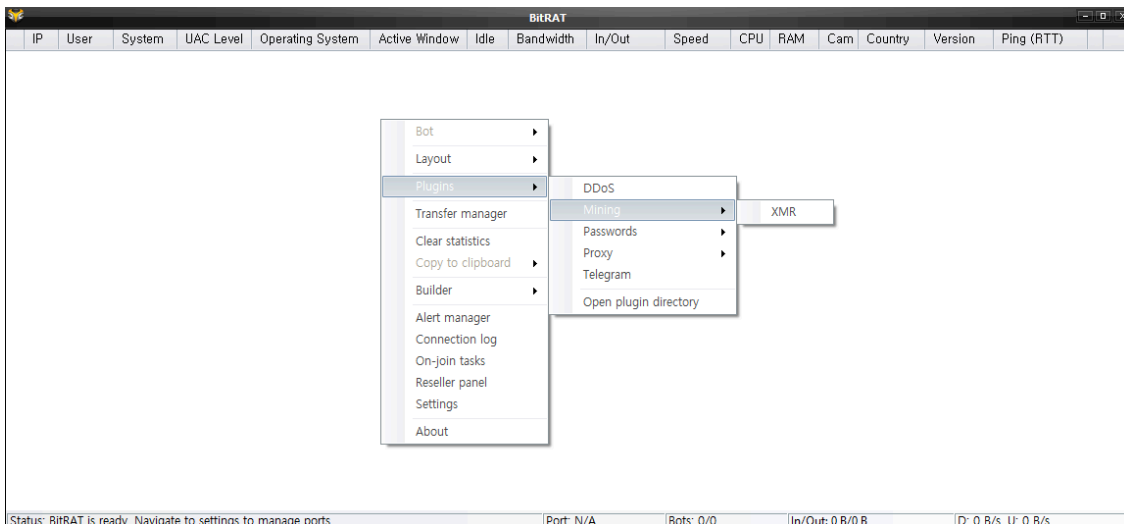 BitRAT
IP User System UAC Level Operating System Active Window Idle Bandwidth In/Out Speed CPU RAM Cam Country Version Ping (RTT)
Bot
Layout
Plugins
Transfer manager
Clear statistics
Copy to clipboard
Builder
Alert manager
Connection log
On-join tasks
Reseller panel
Settings
About
DDoS
Mining
Passwords
Proxy
Telegram
Open plugin directory
XMR
Status: BitRAT is ready. Navigate to settings to manage ports. Port: N/A Bots: 0/0 In/Out: 0 B/0 B D: 0 B/s U: 0 B/s